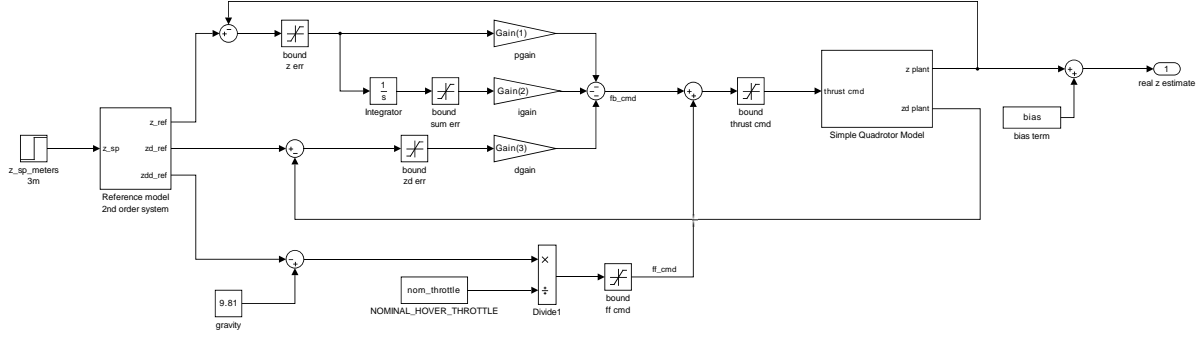 bound
z err
Gain(1)
pgain
1
s
Integrator
bound
sum err
Gain(2)
igain
fb_cmd
bound
thrust cmd
thrust cmd
z plant
zd plant
Simple Quadrotor Model
1
real z estimate
bias
bias term
z_sp_meters
3m
z_sp
z_ref
zd_ref
zdd_ref
Reference model
2nd order system
bound
zd err
Gain(3)
dgain
9.81
gravity
nom_throttle
NOMINAL_HOVER_THROTTLE
×
÷
Divide1
bound
ff cmd
ff_cmd